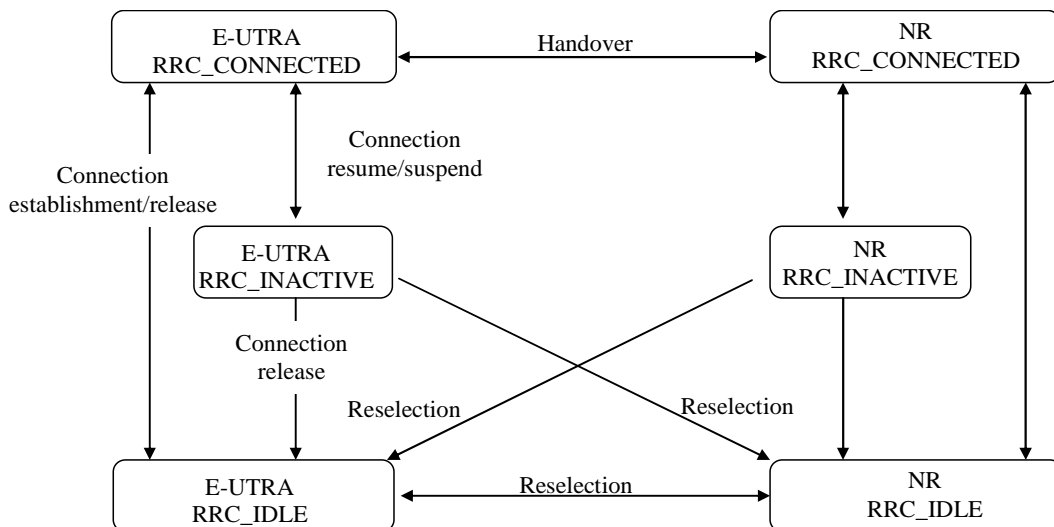 E-UTRA
RRC_CONNECTED
Handover
NR
RRC_CONNECTED
Connection
resume/suspend
Connection
establishment/release
E-UTRA
RRC_INACTIVE
NR
RRC_INACTIVE
Connection
release
Reselection
Reselection
E-UTRA
RRC_IDLE
Reselection
NR
RRC_IDLE